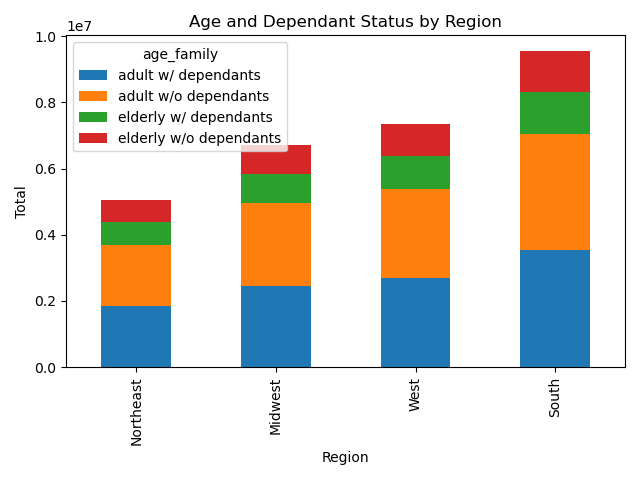 Age and Dependant Status by Region
1e7
age_family
adult w/ dependants
adult w/o dependants
elderly w/ dependants
elderly w/o dependants
1.0
0.8
0.6
0.4
0.2
0.0
Total
Northeast
Midwest
West
South
Region